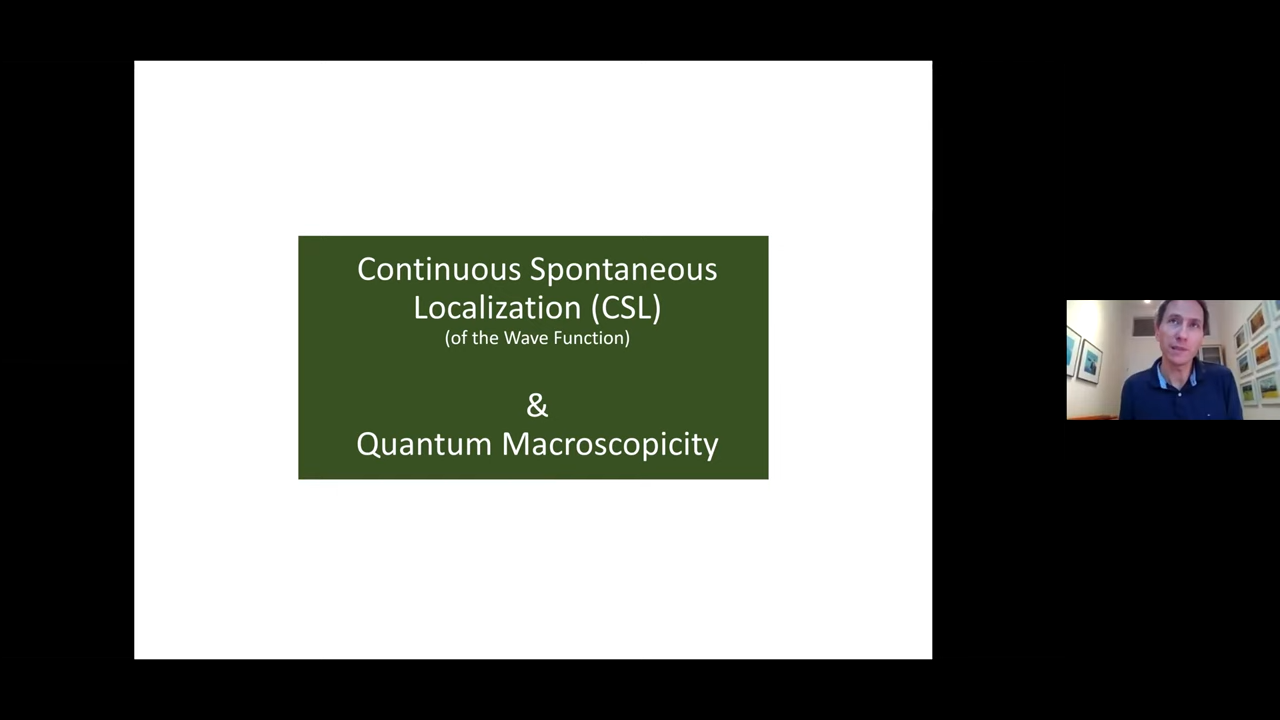 Continuous Spontaneous
Localization (CSL)
(of the Wave Function)
&
Quantum Macroscopicity